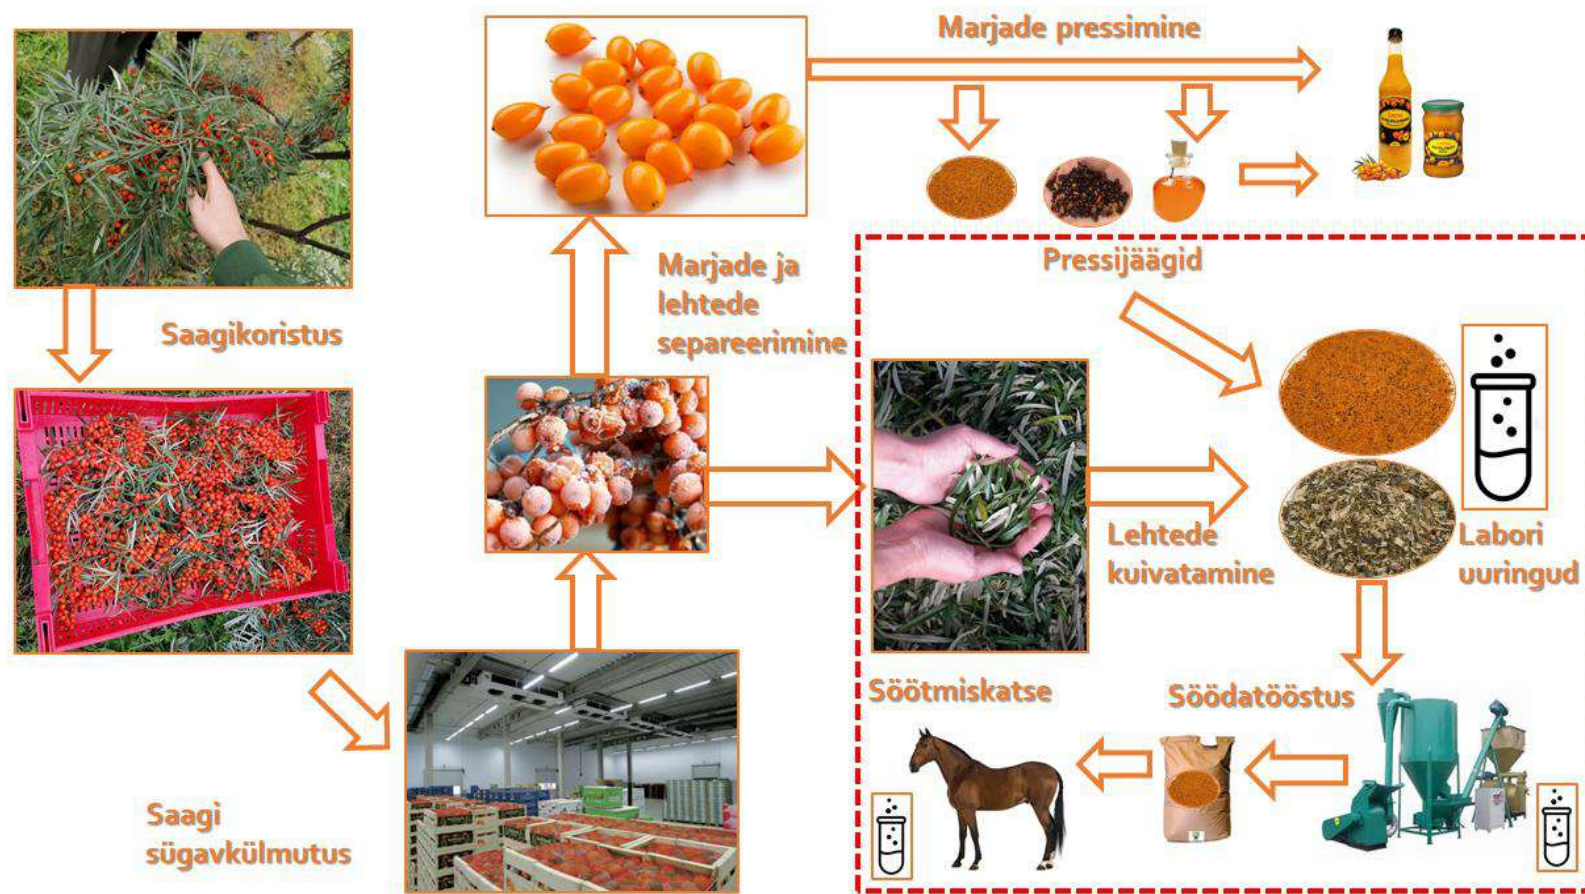 Marjade pressimine
Saagikoristus
Marjade ja
lehtede
separeerimine
Pressijäägid
Lehtede
kuivatamine
Labori
uuringud
Söötmiskatse
Söödatööstus
Saagi
sügavkülmutus